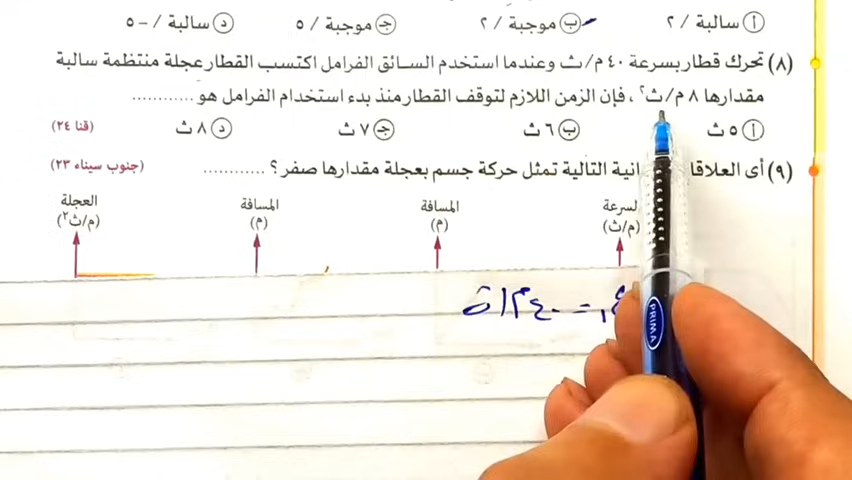 أ سالبة / ٢ ب موجبة / ٢ ج موجبة / ٥ د سالبة / - ٥
(٨) تحرك قطار بسرعة ٤٠ م/ث وعندما استخدم السائق الفرامل اكتسب القطار عجلة منتظمة سالبة
مقدارها ٨ م/ث٢ ، فإن الزمن اللازم لتوقف القطار منذ بدء استخدام الفرامل هو ............
(قنا ٢٤)
أ ٥ ث ب ٦ ث ج ٧ ث د ٨ ث
(٩) أى العلاقا انية التالية تمثل حركة جسم بعجلة مقدارها صفر ؟ ............
(جنوب سيناء ٢٣)
لسرعة المسافة المسافة العجلة
(م/ث) (م) (م) (م/ث٢)
ع١ = ٤٠ م/ث
PRIMA